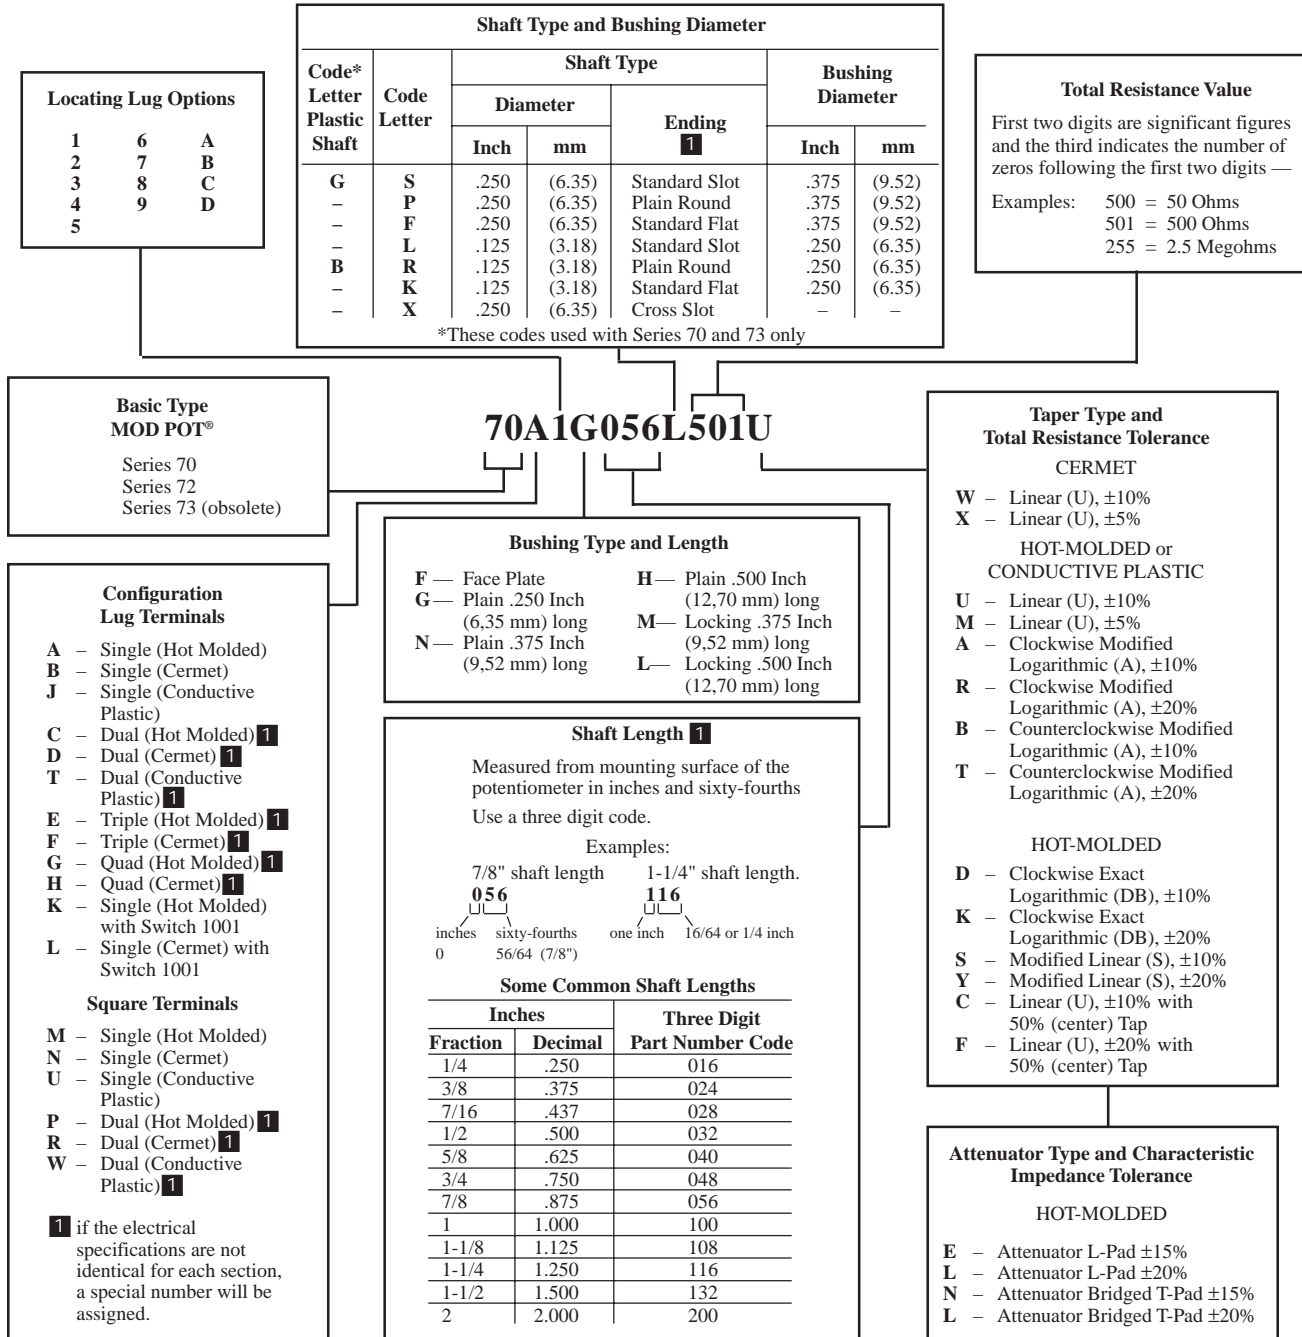 Shaft Type and Bushing Diameter
Code* Letter Plastic Shaft | Code Letter | Shaft Type | Bushing Diameter
Diameter | Ending 1
Inch | mm | Inch | mm
G S .250 (6.35) Standard Slot .375 (9.52)
– P .250 (6.35) Plain Round .375 (9.52)
– F .250 (6.35) Standard Flat .375 (9.52)
– L .125 (3.18) Standard Slot .250 (6.35)
B R .125 (3.18) Plain Round .250 (6.35)
– K .125 (3.18) Standard Flat .250 (6.35)
– X .250 (6.35) Cross Slot – –
*These codes used with Series 70 and 73 only
Locating Lug Options
1 6 A
2 7 B
3 8 C
4 9 D
5
Total Resistance Value
First two digits are significant figures
and the third indicates the number of
zeros following the first two digits —
Examples: 500 = 50 Ohms
501 = 500 Ohms
255 = 2.5 Megohms
70A1G056L501U
Basic Type
MOD POT®
Series 70
Series 72
Series 73 (obsolete)
Configuration
Lug Terminals
A – Single (Hot Molded)
B – Single (Cermet)
J – Single (Conductive
Plastic)
C – Dual (Hot Molded) 1
D – Dual (Cermet) 1
T – Dual (Conductive
Plastic) 1
E – Triple (Hot Molded) 1
F – Triple (Cermet) 1
G – Quad (Hot Molded) 1
H – Quad (Cermet) 1
K – Single (Hot Molded)
with Switch 1001
L – Single (Cermet) with
Switch 1001
Square Terminals
M – Single (Hot Molded)
N – Single (Cermet)
U – Single (Conductive
Plastic)
P – Dual (Hot Molded) 1
R – Dual (Cermet) 1
W – Dual (Conductive
Plastic) 1
1 if the electrical
specifications are not
identical for each section,
a special number will be
assigned.
Bushing Type and Length
F — Face Plate
G — Plain .250 Inch
(6,35 mm) long
N — Plain .375 Inch
(9,52 mm) long
H — Plain .500 Inch
(12,70 mm) long
M — Locking .375 Inch
(9,52 mm) long
L — Locking .500 Inch
(12,70 mm) long
Shaft Length 1
Measured from mounting surface of the
potentiometer in inches and sixty-fourths
Use a three digit code.
Examples:
7/8" shaft length 1-1/4" shaft length.
056 116
inches sixty-fourths one inch 16/64 or 1/4 inch
0 56/64 (7/8")
Some Common Shaft Lengths
Inches | Three Digit
Fraction | Decimal | Part Number Code
1/4 .250 016
3/8 .375 024
7/16 .437 028
1/2 .500 032
5/8 .625 040
3/4 .750 048
7/8 .875 056
1 1.000 100
1-1/8 1.125 108
1-1/4 1.250 116
1-1/2 1.500 132
2 2.000 200
Taper Type and
Total Resistance Tolerance
CERMET
W – Linear (U), ±10%
X – Linear (U), ±5%
HOT-MOLDED or
CONDUCTIVE PLASTIC
U – Linear (U), ±10%
M – Linear (U), ±5%
A – Clockwise Modified
Logarithmic (A), ±10%
R – Clockwise Modified
Logarithmic (A), ±20%
B – Counterclockwise Modified
Logarithmic (A), ±10%
T – Counterclockwise Modified
Logarithmic (A), ±20%
HOT-MOLDED
D – Clockwise Exact
Logarithmic (DB), ±10%
K – Clockwise Exact
Logarithmic (DB), ±20%
S – Modified Linear (S), ±10%
Y – Modified Linear (S), ±20%
C – Linear (U), ±10% with
50% (center) Tap
F – Linear (U), ±20% with
50% (center) Tap
Attenuator Type and Characteristic
Impedance Tolerance
HOT-MOLDED
E – Attenuator L-Pad ±15%
L – Attenuator L-Pad ±20%
N – Attenuator Bridged T-Pad ±15%
L – Attenuator Bridged T-Pad ±20%